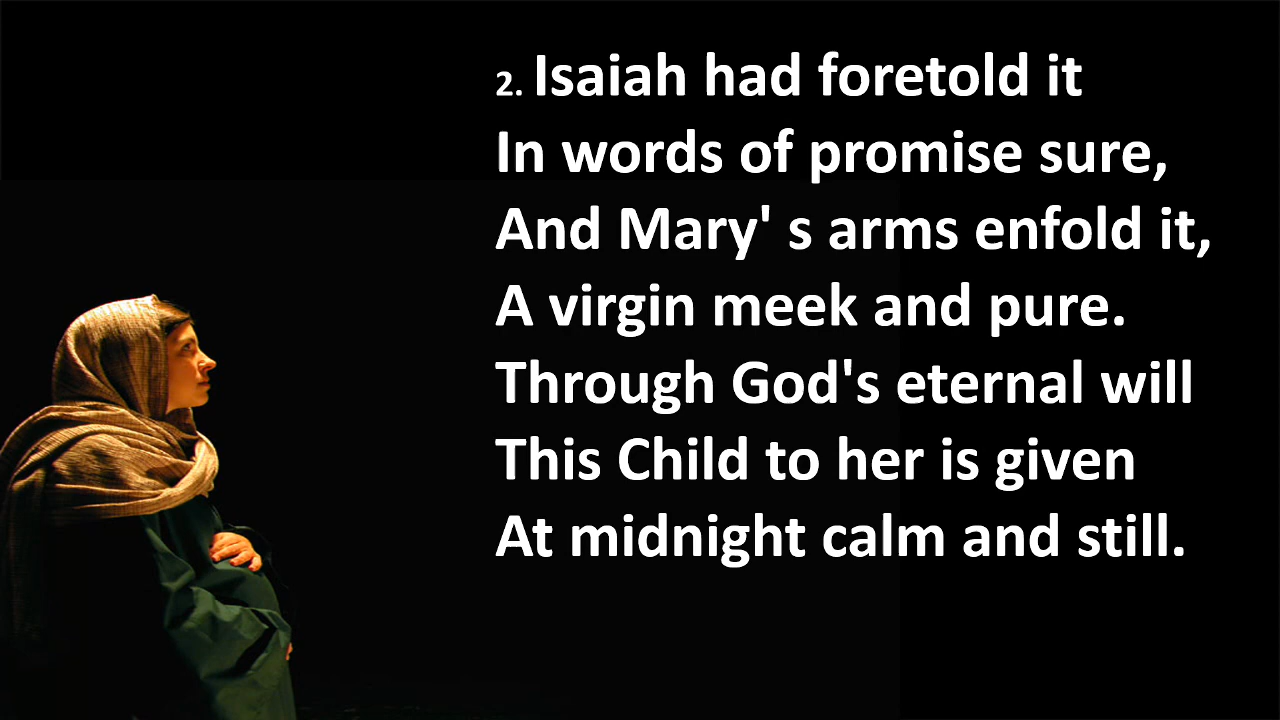 2. Isaiah had foretold it
In words of promise sure,
And Mary' s arms enfold it,
A virgin meek and pure.
Through God's eternal will
This Child to her is given
At midnight calm and still.